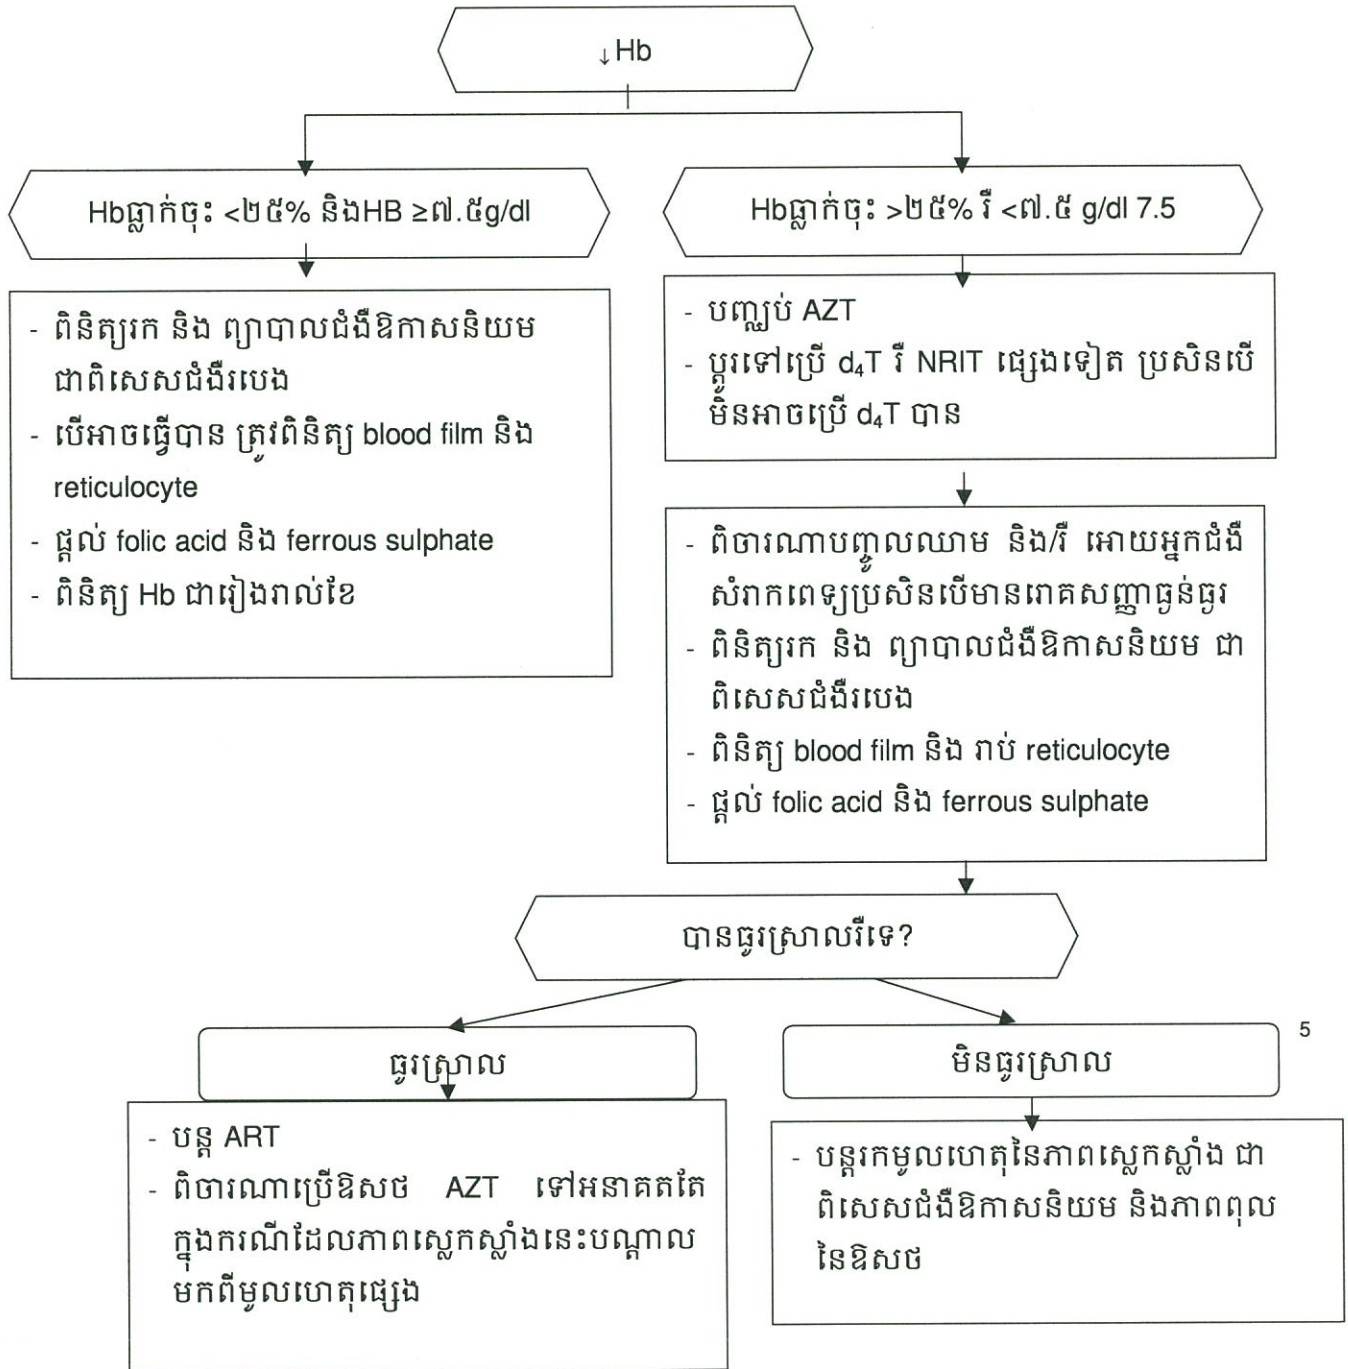 ↓Hb
Hbធ្លាក់ចុះ <២៥% និងHB ≥៧.៥g/dl
Hbធ្លាក់ចុះ >២៥% រឺ <៧.៥ g/dl 7.5
- ពិនិត្យរក និង ព្យាបាលជំងឺឱកាសនិយម
ជាពិសេសជំងឺរបេង
- បើអាចធ្វើបាន ត្រូវពិនិត្យ blood film និង
reticulocyte
- ផ្តល់ folic acid និង ferrous sulphate
- ពិនិត្យ Hb ជារៀងរាល់ខែ
- បញ្ឈប់ AZT
- ប្តូរទៅប្រើ d₄T រឺ NRIT ផ្សេងទៀត ប្រសិនបើ
មិនអាចប្រើ d₄T បាន
- ពិចារណាបញ្ចូលឈាម និង/រឺ អោយអ្នកជំងឺ
សំរាកពេទ្យប្រសិនបើមានរោគសញ្ញាធ្ងន់ធ្ងរ
- ពិនិត្យរក និង ព្យាបាលជំងឺឱកាសនិយម ជា
ពិសេសជំងឺរបេង
- ពិនិត្យ blood film និង រាប់ reticulocyte
- ផ្តល់ folic acid និង ferrous sulphate
បានធូរស្រាលរឺទេ?
ធូរស្រាល
មិនធូរស្រាល
5
- បន្ត ART
- ពិចារណាប្រើឱសថ AZT ទៅអនាគតតែ
ក្នុងករណីដែលភាពស្លេកស្លាំងនេះបណ្តាល
មកពីមូលហេតុផ្សេង
- បន្តរកមូលហេតុនៃភាពស្លេកស្លាំង ជា
ពិសេសជំងឺឱកាសនិយម និងភាពពុល
នៃឱសថ